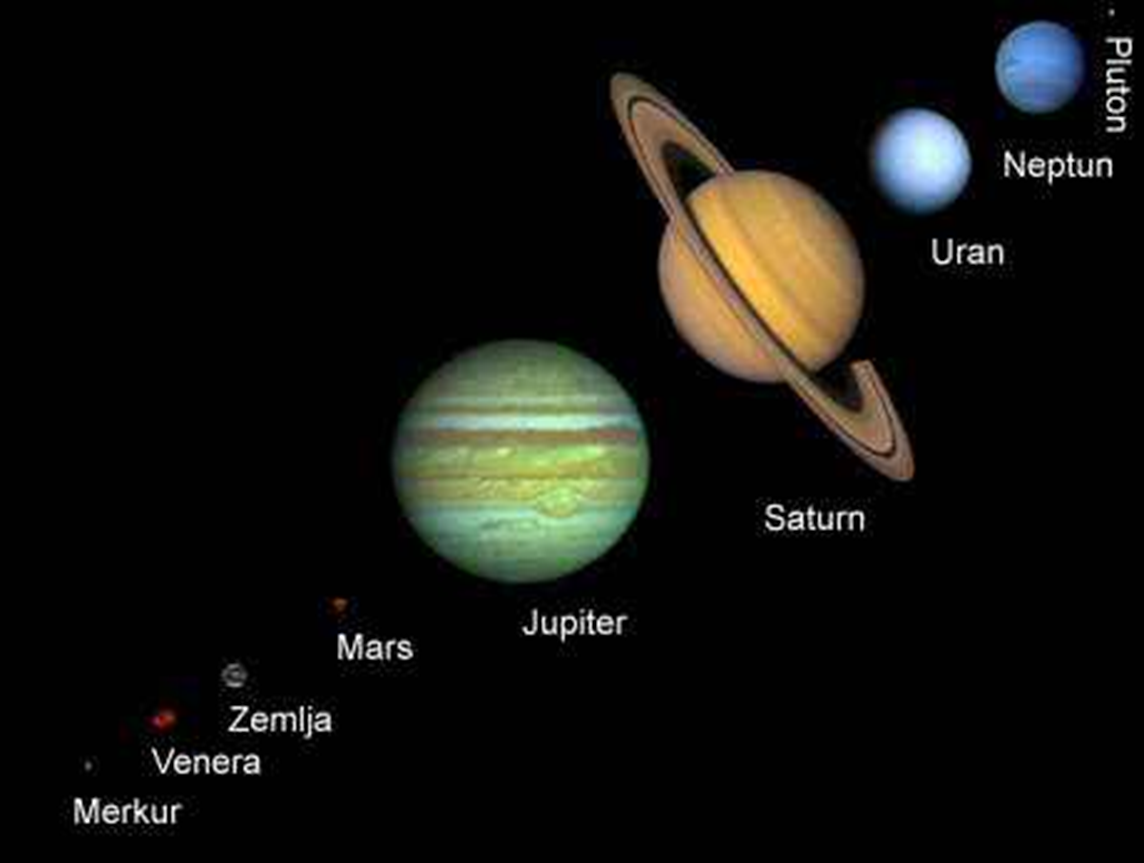 Pluton
Neptun
Uran
Saturn
Jupiter
Mars
Zemlja
Venera
Merkur